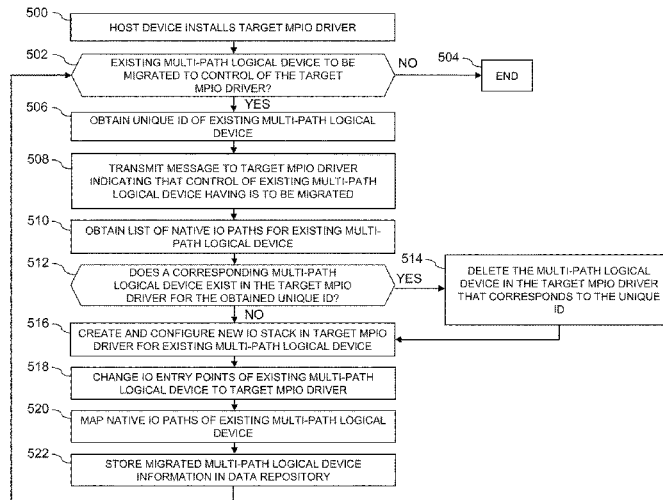 500
HOST DEVICE INSTALLS TARGET MPIO DRIVER
502
EXISTING MULTI-PATH LOGICAL DEVICE TO BE
MIGRATED TO CONTROL OF THE TARGET
MPIO DRIVER?
NO
504
END
YES
506
OBTAIN UNIQUE ID OF EXISTING MULTI-PATH LOGICAL
DEVICE
508
TRANSMIT MESSAGE TO TARGET MPIO DRIVER
INDICATING THAT CONTROL OF EXISTING MULTI-PATH
LOGICAL DEVICE HAVING IS TO BE MIGRATED
510
OBTAIN LIST OF NATIVE IO PATHS FOR EXISTING MULTI-
PATH LOGICAL DEVICE
512
DOES A CORRESPONDING MULTI-PATH
LOGICAL DEVICE EXIST IN THE TARGET MPIO
DRIVER FOR THE OBTAINED UNIQUE ID?
YES
514
DELETE THE MULTI-PATH LOGICAL
DEVICE IN THE TARGET MPIO DRIVER
THAT CORRESPONDS TO THE UNIQUE
ID
NO
516
CREATE AND CONFIGURE NEW IO STACK IN TARGET MPIO
DRIVER FOR EXISTING MULTI-PATH LOGICAL DEVICE
518
CHANGE IO ENTRY POINTS OF EXISTING MULTI-PATH
LOGICAL DEVICE TO TARGET MPIO DRIVER
520
MAP NATIVE IO PATHS OF EXISTING MULTI-PATH LOGICAL
DEVICE
522
STORE MIGRATED MULTI-PATH LOGICAL DEVICE
INFORMATION IN DATA REPOSITORY